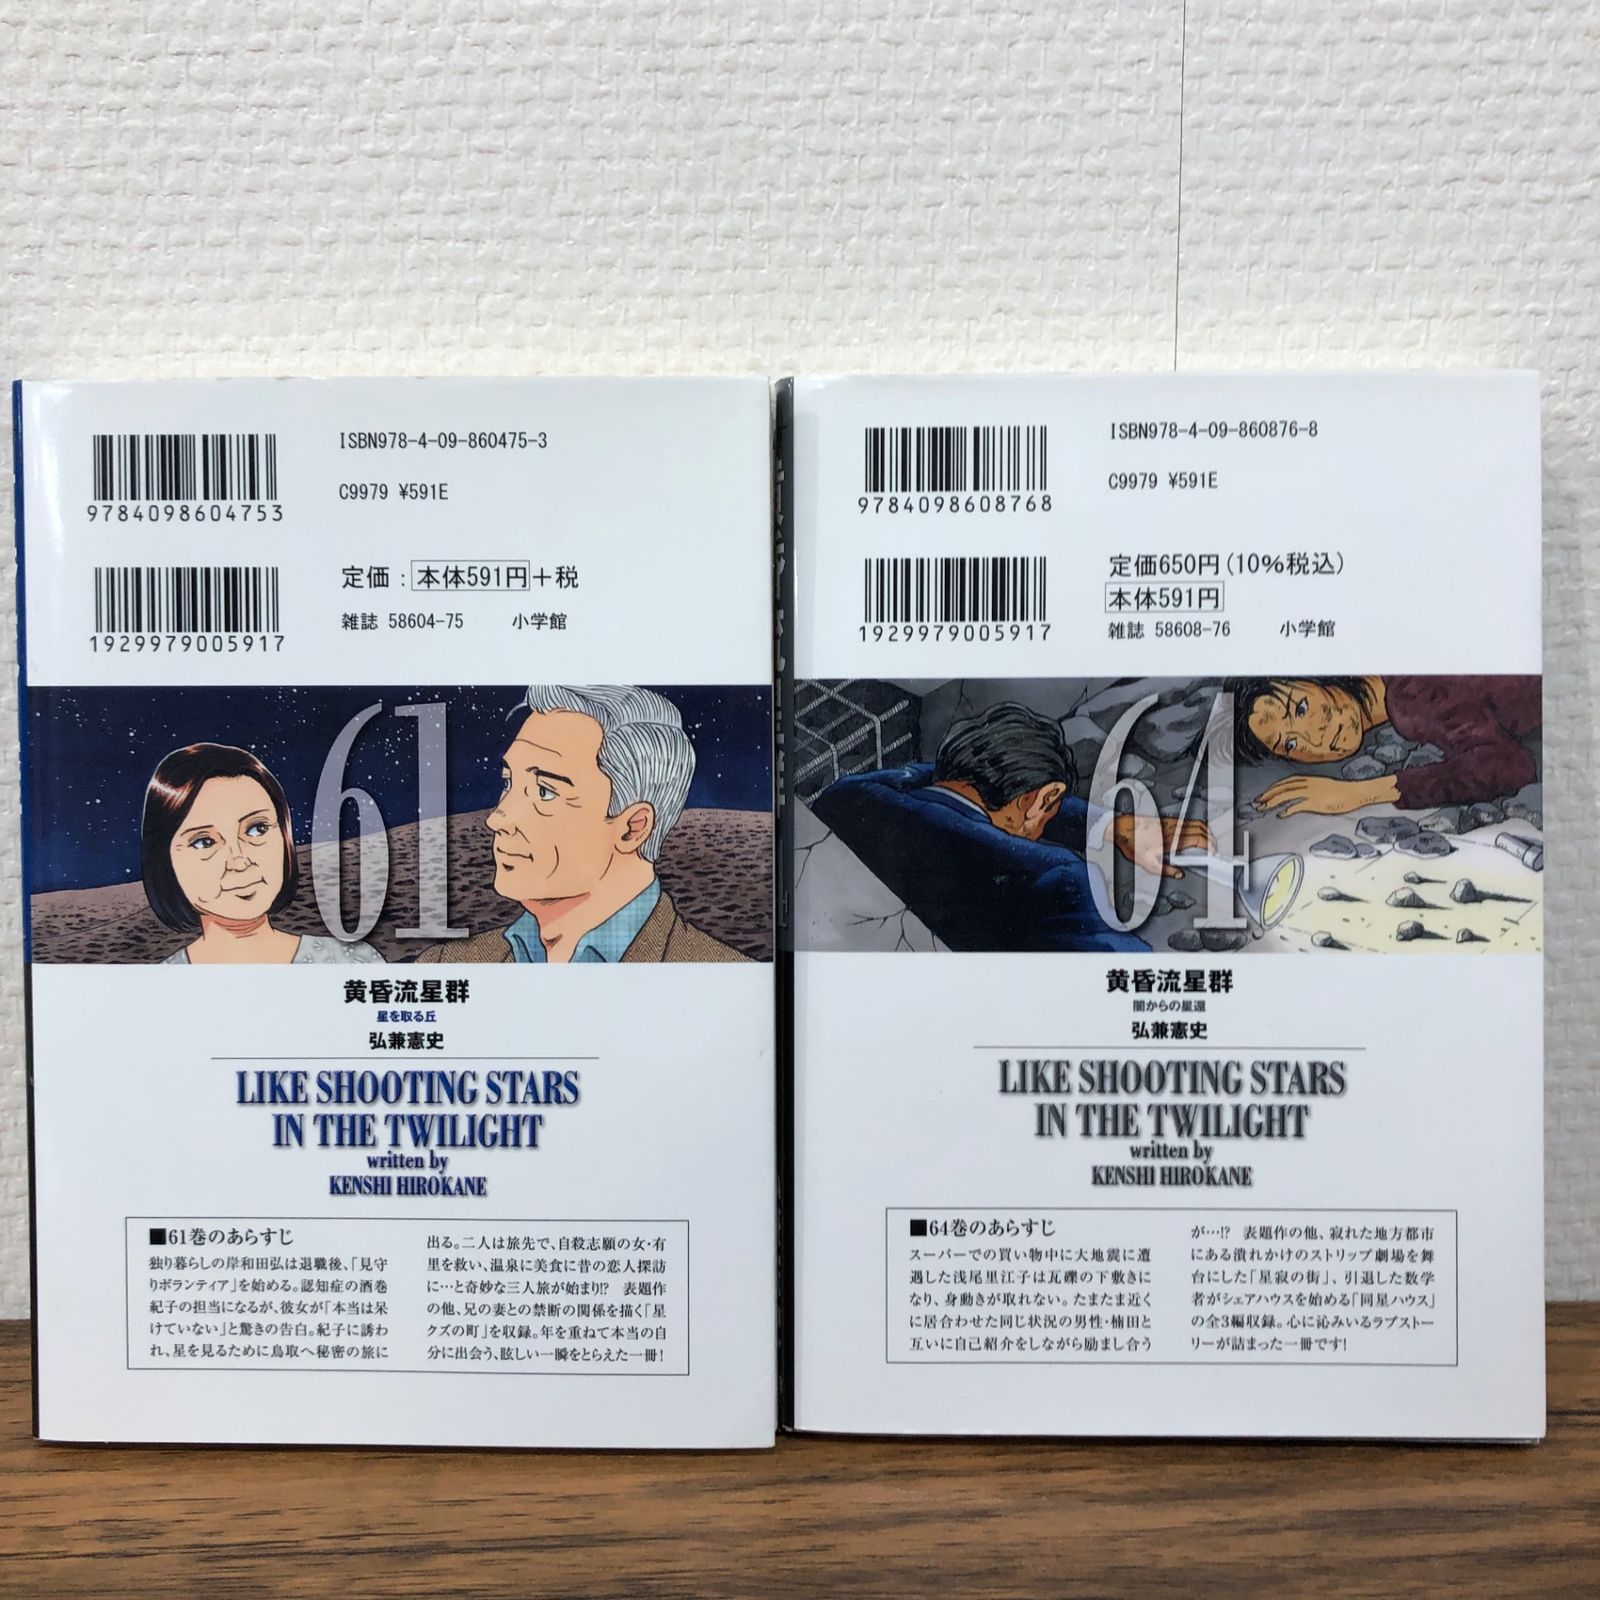 ISBN978-4-09-860475-3
9784098604753
C9979 ¥591E
1929979005917
定価：本体591円＋税
雑誌 58604-75 小学館
61
黄昏流星群
星を取る丘
弘兼憲史
LIKE SHOOTING STARS
IN THE TWILIGHT
written by
KENSHI HIROKANE
■61巻のあらすじ
独り暮らしの岸和田弘は退職後、「見守
りボランティア」を始める。認知症の酒巻
紀子の担当になるが、彼女が「本当は呆
けていない」と驚きの告白。紀子に誘わ
れ、星を見るために鳥取へ秘密の旅に
出る。二人は旅先で、自殺志願の女・有
里を救い、温泉に美食に昔の恋人探訪
に…と奇妙な三人旅が始まり!? 表題作
の他、兄の妻との禁断の関係を描く「星
クズの町」を収録。年を重ねて本当の自
分に出会う、眩しい一瞬をとらえた一冊!
ISBN978-4-09-860876-8
9784098608768
C9979 ¥591E
1929979005917
定価650円（10%税込）
本体591円
雑誌 58608-76 小学館
64
黄昏流星群
闇からの星還
弘兼憲史
LIKE SHOOTING STARS
IN THE TWILIGHT
written by
KENSHI HIROKANE
■64巻のあらすじ
スーパーでの買い物中に大地震に遭
遇した浅尾里江子は瓦礫の下敷きに
なり、身動きが取れない。たまたま近く
に居合わせた同じ状況の男性・楠田と
互いに自己紹介をしながら励まし合う
が…!? 表題作の他、寂れた地方都市
にある潰れかけのストリップ劇場を舞
台にした「星寂の街」、引退した数学
者がシェアハウスを始める「同星ハウス」
の全3編収録。心に沁みいるラブストー
リーが詰まった一冊です!